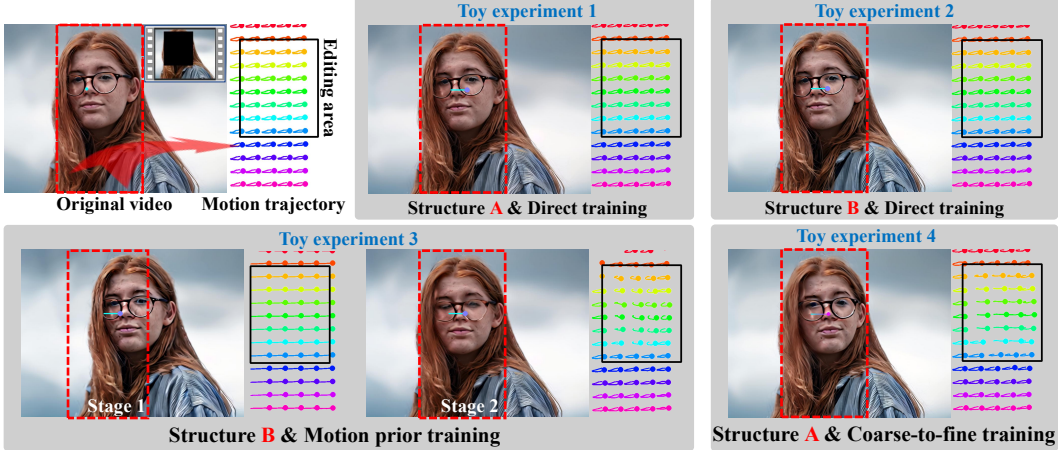 Toy experiment 1
Toy experiment 2
Editing area
Original video
Motion trajectory
Structure A & Direct training
Structure B & Direct training
Toy experiment 3
Toy experiment 4
Stage 1
Stage 2
Structure B & Motion prior training
Structure A & Coarse-to-fine training